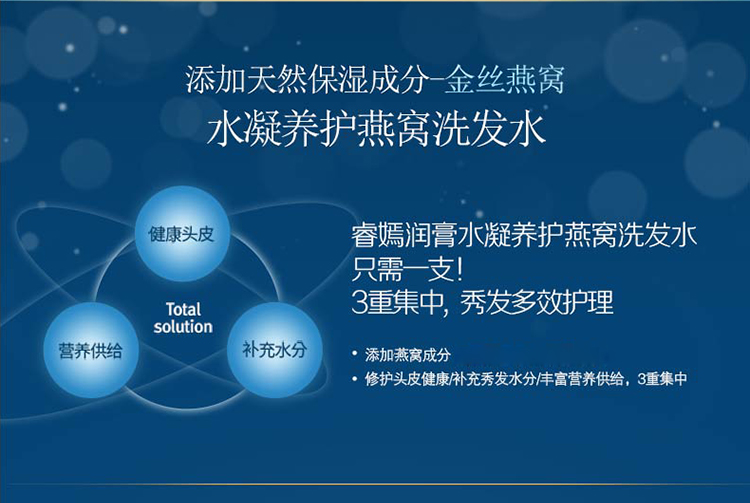 添加天然保湿成分-金丝燕窝
水凝养护燕窝洗发水
健康头皮
Total
solution
营养供给
补充水分
睿嫣润膏水凝养护燕窝洗发水
只需一支!
3重集中, 秀发多效护理
• 添加燕窝成分
• 修护头皮健康/补充秀发水分/丰富营养供给，3重集中